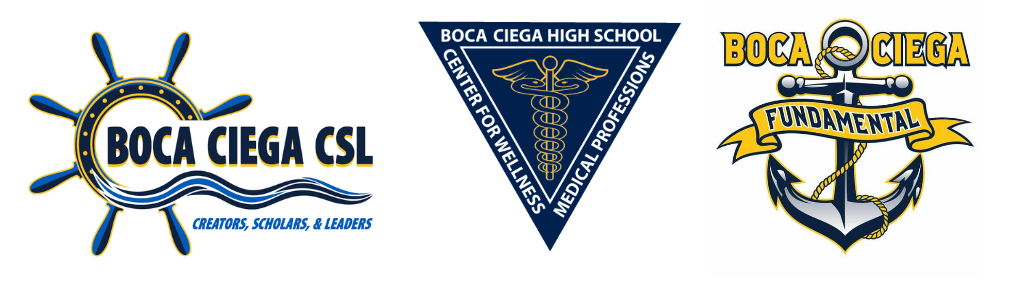 BOCA CIEGA CSL
CREATORS, SCHOLARS, & LEADERS
BOCA CIEGA HIGH SCHOOL
CENTER FOR WELLNESS
MEDICAL PROFESSIONS
BOCA CIEGA
FUNDAMENTAL